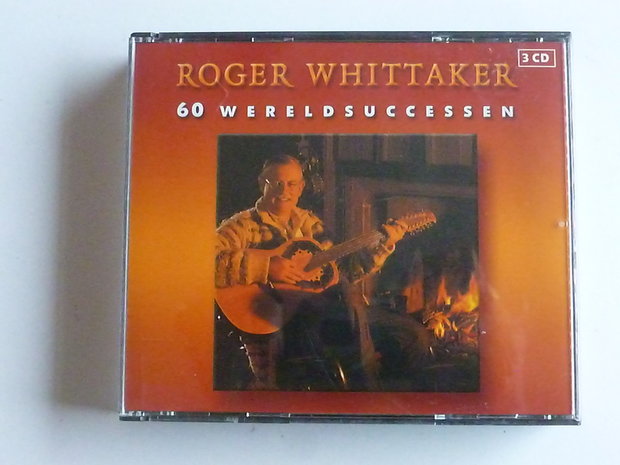 3 CD
ROGER WHITTAKER
60 WERELDSUCCESSEN